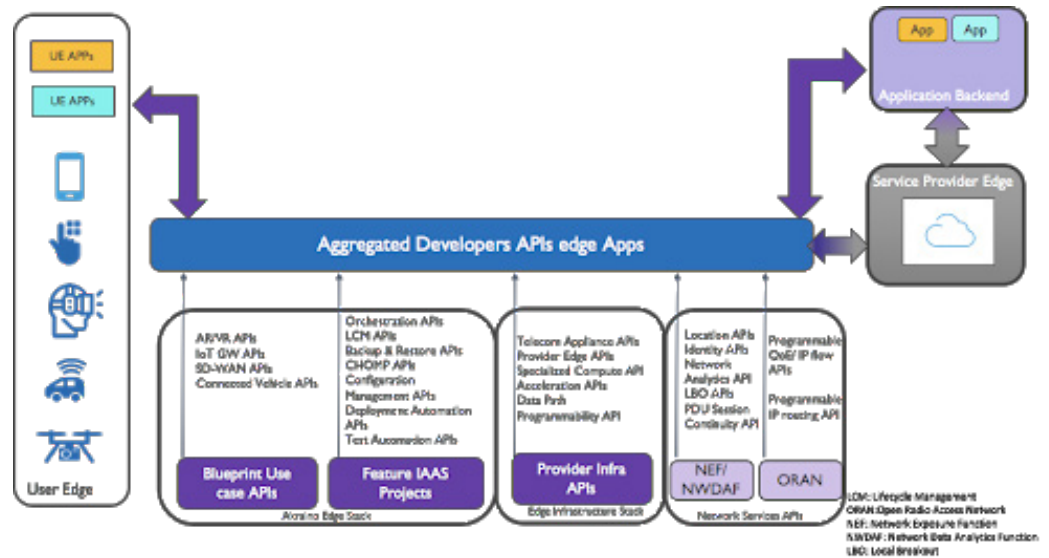 UE APPs
UE APPs
User Edge
App
App
Application Backend
Service Provider Edge
Aggregated Developers APIs edge Apps
AR/VR APIs
IoT GW APIs
SD-WAN APIs
Connected Vehicle APIs
Blueprint Use
case APIs
Orchestration APIs
LCM APIs
Backup & Restore APIs
CHOMP APIs
Configuration
Management APIs
Deployment Automation
APIs
Test Automation APIs
Feature IAAS
Projects
Akraino Edge Stack
Telecom Appliance APIs
Provider Edge APIs
Specialized Compute API
Acceleration APIs
Data Path
Programmability API
Provider Infra
APIs
Edge Infrastructure Stack
Location APIs
Identity APIs
Network
Analytics API
LBO APIs
PDU Session
Continuity API
NEF/
NWDAF
Programmable
QoE/ IP flow
APIs
Programmable
IP routing API
ORAN
Network Services APIs
LCM: Lifecycle Management
ORAN:Open Radio Access Network
NEF: Network Exposure Function
NWDAF: Network Data Analytics Function
LBO: Local Breakout